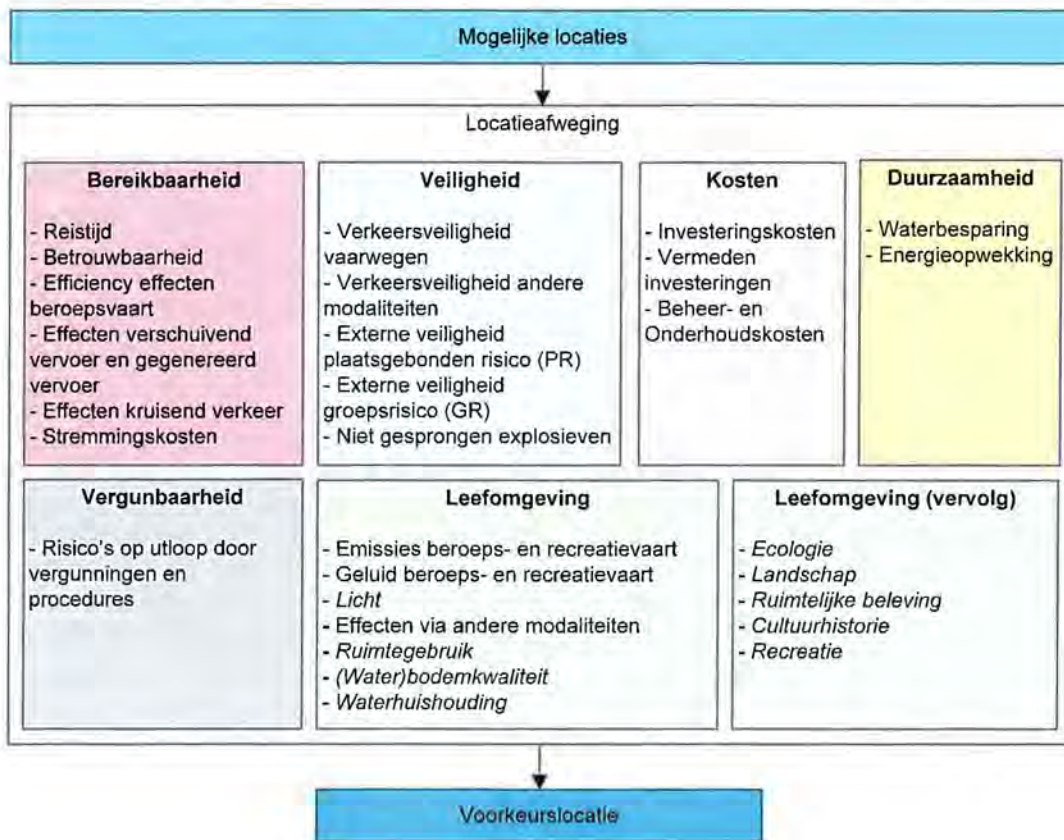 Mogelijke locaties
Locatieafweging
Bereikbaarheid
- Reistijd
- Betrouwbaarheid
- Efficiency effecten
beroepsvaart
- Effecten verschuivend
vervoer en gegenereerd
vervoer
- Effecten kruisend verkeer
- Stremmingskosten
Veiligheid
- Verkeersveiligheid
vaarwegen
- Verkeersveiligheid andere
modaliteiten
- Externe veiligheid
plaatsgebonden risico (PR)
- Externe veiligheid
groepsrisico (GR)
- Niet gesprongen explosieven
Kosten
- Investeringskosten
- Vermeden
investeringen
- Beheer- en
Onderhoudskosten
Duurzaamheid
- Waterbesparing
- Energieopwekking
Vergunbaarheid
- Risico's op utloop door
vergunningen en
procedures
Leefomgeving
- Emissies beroeps- en recreatievaart
- Geluid beroeps- en recreatievaart
- Licht
- Effecten via andere modaliteiten
- Ruimtegebruik
- (Water)bodemkwaliteit
- Waterhuishouding
Leefomgeving (vervolg)
- Ecologie
- Landschap
- Ruimtelijke beleving
- Cultuurhistorie
- Recreatie
Voorkeurslocatie